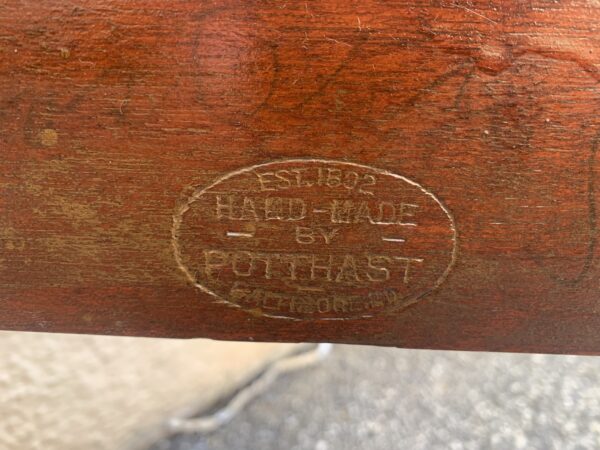 EST. 1892
HAND-MADE
BY
POTTHAST
BALTIMORE.MD.